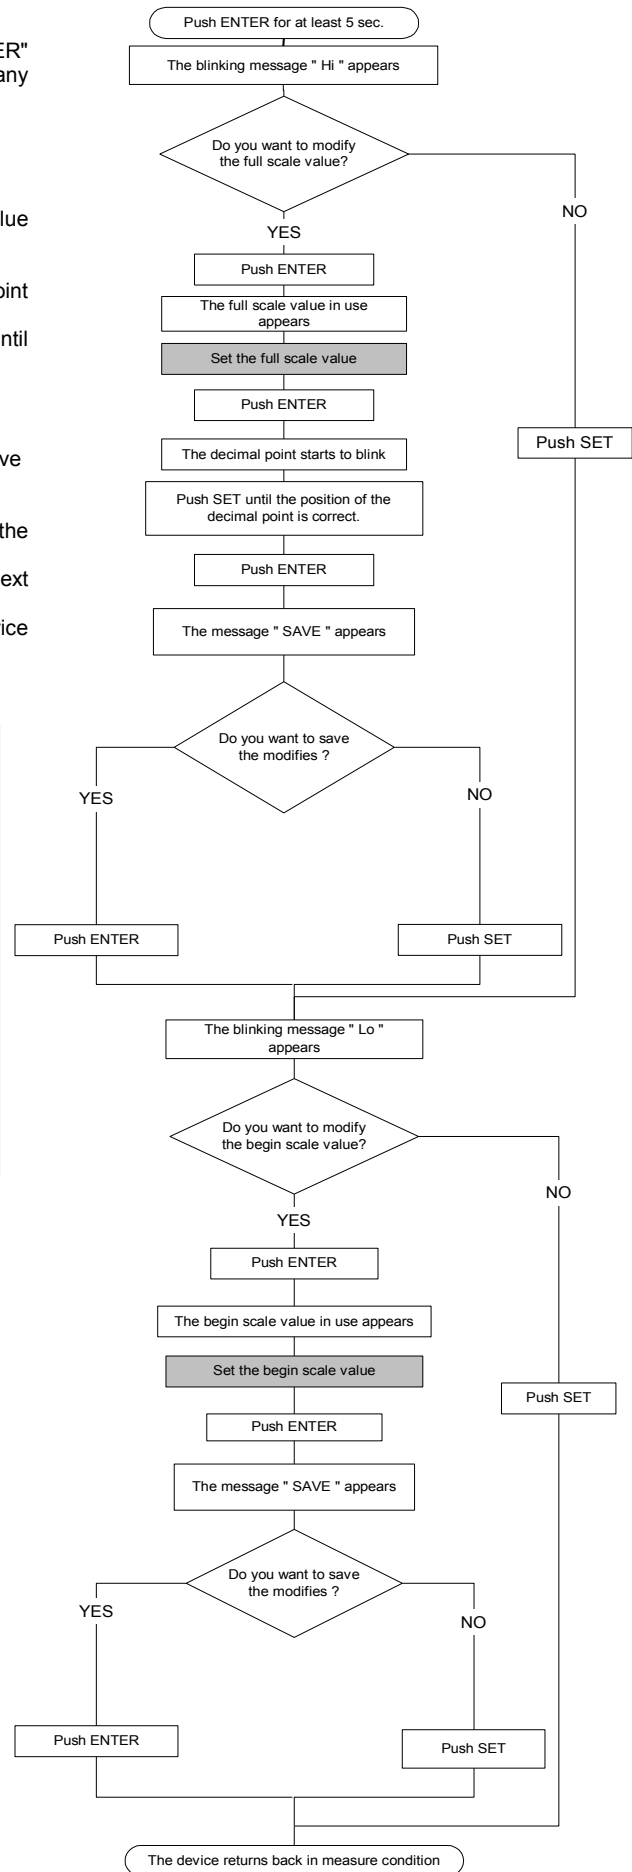 ER"
any
lue
oint
ntil
ve
the
ext
ice
Push ENTER for at least 5 sec.
The blinking message " Hi " appears
Do you want to modify
the full scale value?
NO
YES
Push ENTER
The full scale value in use
appears
Set the full scale value
Push ENTER
Push SET
The decimal point starts to blink
Push SET until the position of the
decimal point is correct.
Push ENTER
The message " SAVE " appears
Do you want to save
the modifies ?
YES
NO
Push ENTER
Push SET
The blinking message " Lo "
appears
Do you want to modify
the begin scale value?
NO
YES
Push ENTER
The begin scale value in use appears
Set the begin scale value
Push SET
Push ENTER
The message " SAVE " appears
Do you want to save
the modifies ?
YES
NO
Push ENTER
Push SET
The device returns back in measure condition